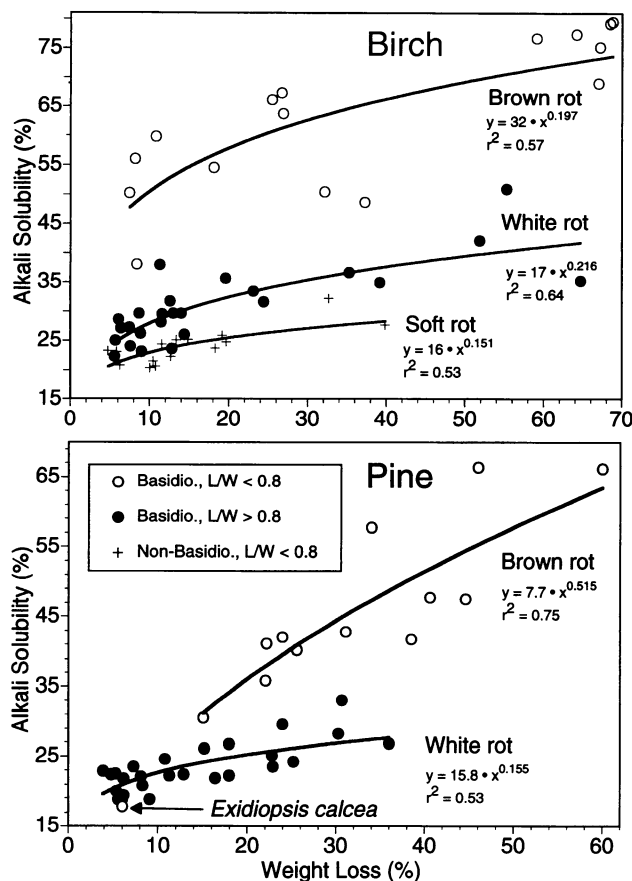 Birch
Alkali Solubility (%)
75
65
55
45
35
25
15
Brown rot
y = 32 • x^0.197
r^2 = 0.57
White rot
y = 17 • x^0.216
r^2 = 0.64
Soft rot
y = 16 • x^0.151
r^2 = 0.53
0 10 20 30 40 50 60 70
Pine
Alkali Solubility (%)
65
55
45
35
25
15
Basidio., L/W < 0.8
Basidio., L/W > 0.8
Non-Basidio., L/W < 0.8
Brown rot
y = 7.7 • x^0.515
r^2 = 0.75
White rot
y = 15.8 • x^0.155
r^2 = 0.53
Exidiopsis calcea
0 10 20 30 40 50 60
Weight Loss (%)